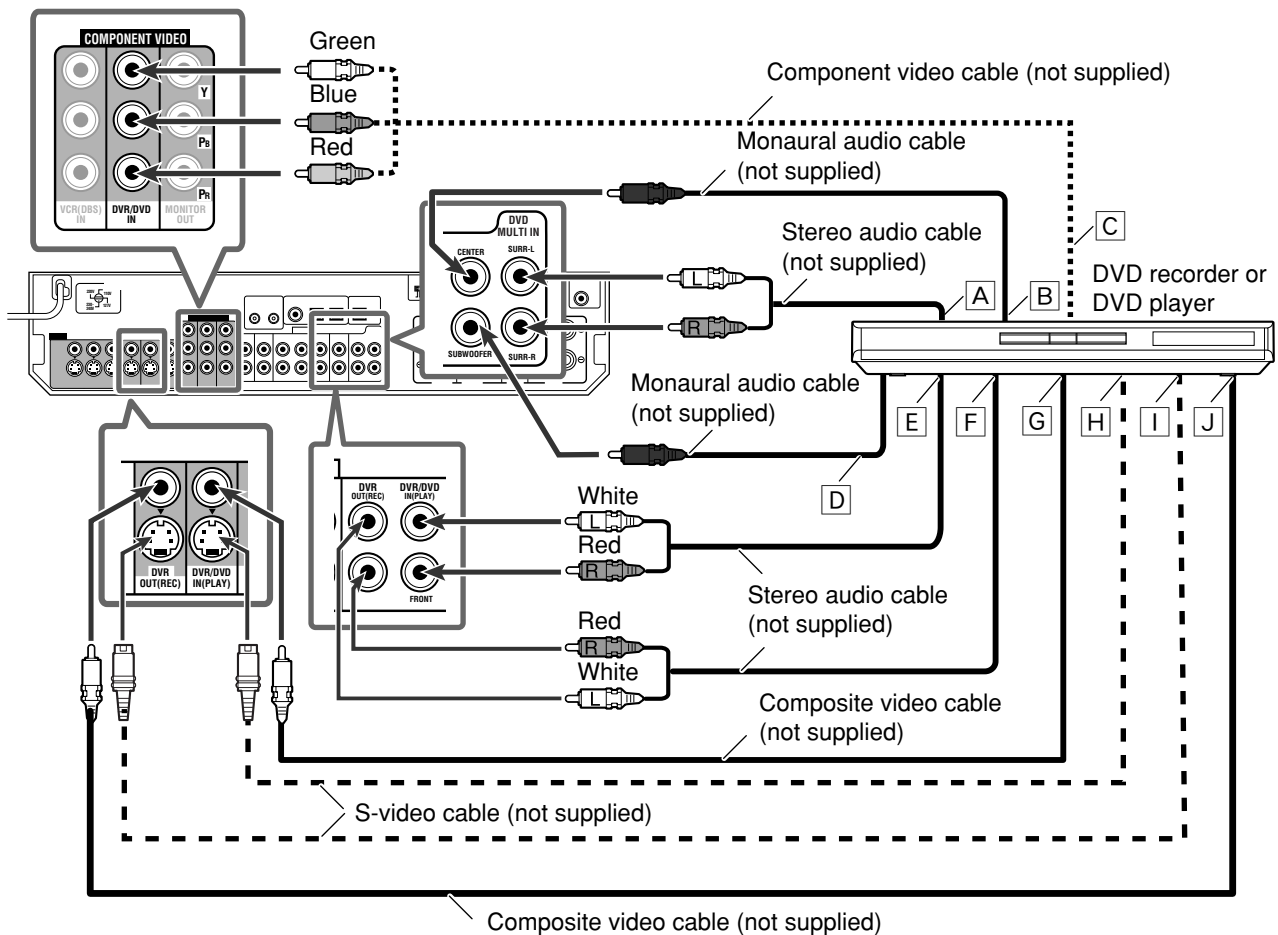 COMPONENT VIDEO
Y
PB
PR
VCR(DBS)
IN
DVR/DVD
IN
MONITOR
OUT
Green
Blue
Red
Component video cable (not supplied)
Monaural audio cable
(not supplied)
DVD
MULTI IN
CENTER
SURR-L
SUBWOOFER
SURR-R
Stereo audio cable
(not supplied)
L
R
C
A
B
DVD recorder or
DVD player
Monaural audio cable
(not supplied)
E
F
G
H
I
J
D
DVR
OUT(REC)
DVR/DVD
IN(PLAY)
DVR
OUT(REC)
DVR/DVD
IN(PLAY)
FRONT
White
L
Red
R
Stereo audio cable
(not supplied)
Red
R
White
L
Composite video cable
(not supplied)
S-video cable (not supplied)
Composite video cable (not supplied)